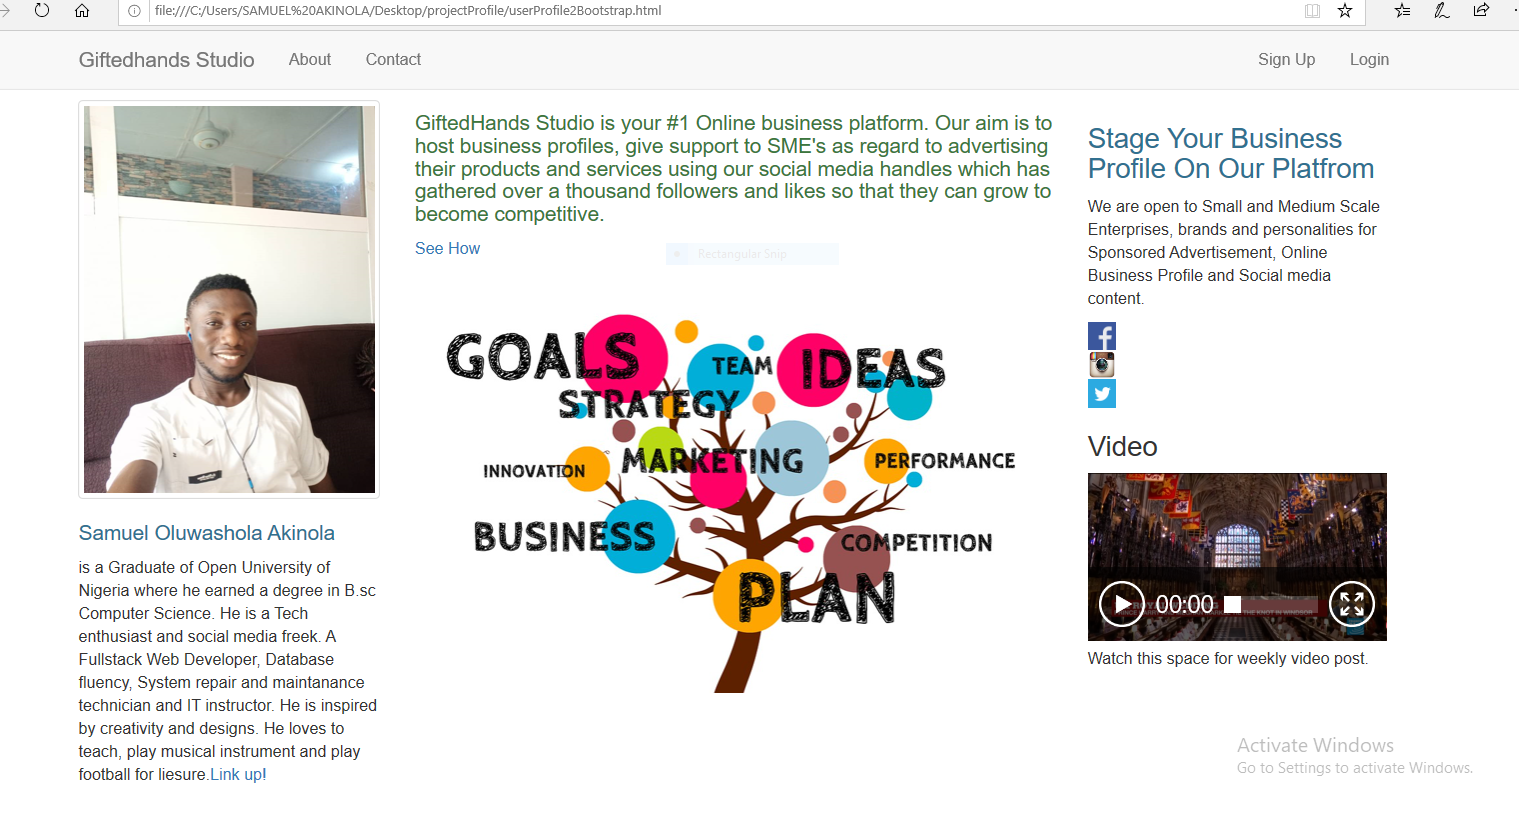 file:///C:/Users/SAMUEL%20AKINOLA/Desktop/projectProfile/userProfile2Bootstrap.html
Giftedhands Studio About Contact Sign Up Login
GiftedHands Studio is your #1 Online business platform. Our aim is to
host business profiles, give support to SME's as regard to advertising
their products and services using our social media handles which has
gathered over a thousand followers and likes so that they can grow to
become competitive.
See How
Rectangular Snip
GOALS
TEAM
IDEAS
STRATEGY
INNOVATION
MARKETING
PERFORMANCE
BUSINESS
COMPETITION
PLAN
Samuel Oluwashola Akinola
is a Graduate of Open University of
Nigeria where he earned a degree in B.sc
Computer Science. He is a Tech
enthusiast and social media freek. A
Fullstack Web Developer, Database
fluency, System repair and maintanance
technician and IT instructor. He is inspired
by creativity and designs. He loves to
teach, play musical instrument and play
football for liesure.Link up!
Stage Your Business
Profile On Our Platfrom
We are open to Small and Medium Scale
Enterprises, brands and personalities for
Sponsored Advertisement, Online
Business Profile and Social media
content.
Video
00:00
Watch this space for weekly video post.
Activate Windows
Go to Settings to activate Windows.